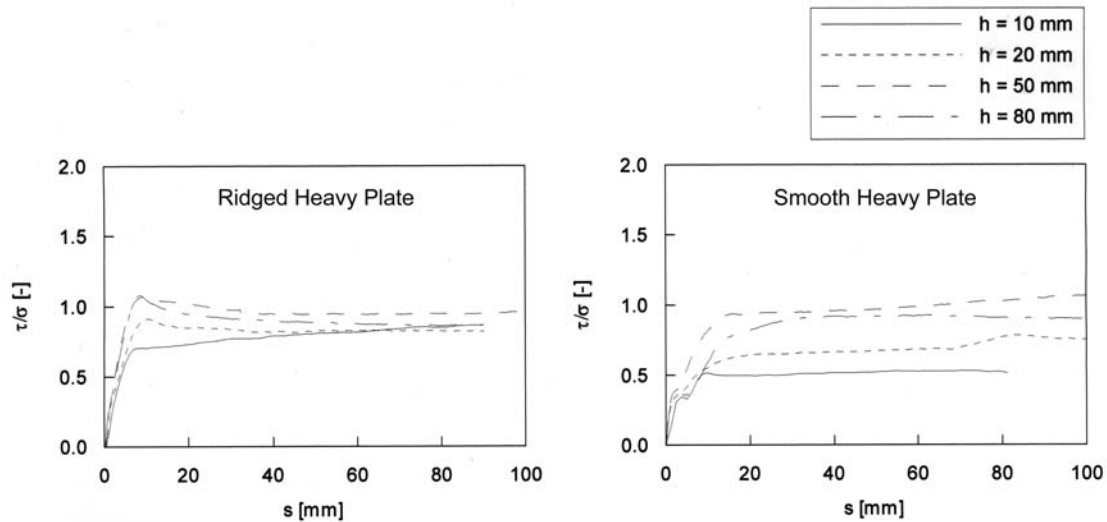 h = 10 mm
h = 20 mm
h = 50 mm
h = 80 mm
Ridged Heavy Plate
2.0
1.5
1.0
0.5
0.0
τ/σ [-]
0 20 40 60 80 100
s [mm]
Smooth Heavy Plate
2.0
1.5
1.0
0.5
0.0
τ/σ [-]
0 20 40 60 80 100
s [mm]